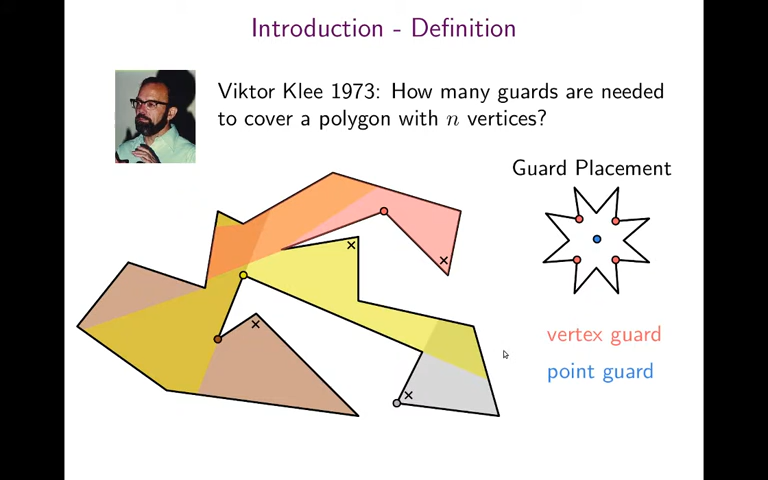 Introduction - Definition
Viktor Klee 1973: How many guards are needed
to cover a polygon with n vertices?
Guard Placement
vertex guard
point guard